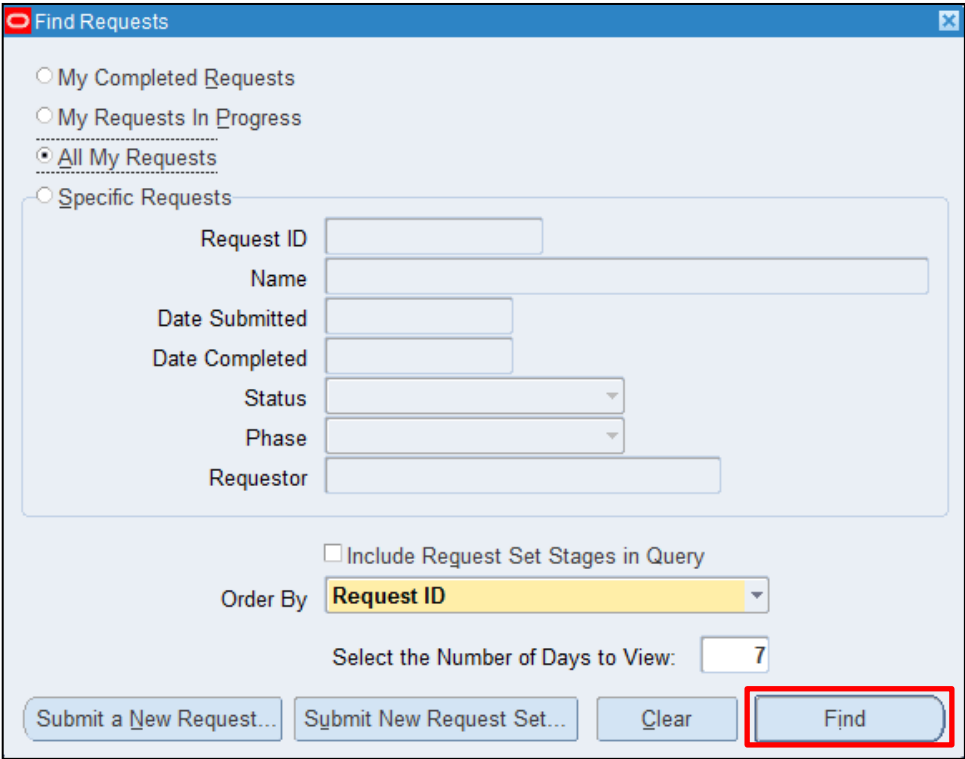 Find Requests
My Completed Requests
My Requests In Progress
All My Requests
Specific Requests
Request ID
Name
Date Submitted
Date Completed
Status
Phase
Requestor
Include Request Set Stages in Query
Order By Request ID
Select the Number of Days to View: 7
Submit a New Request... Submit New Request Set... Clear Find